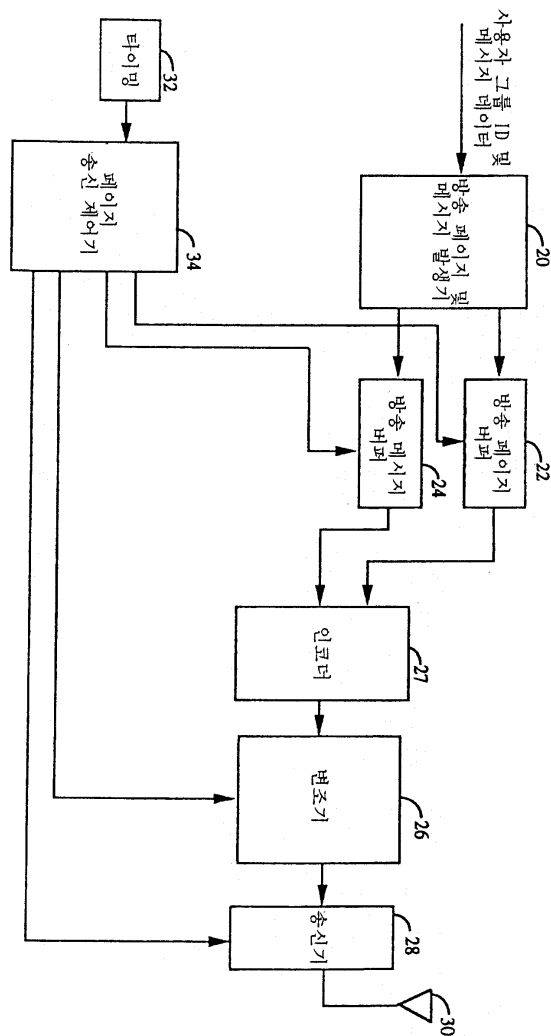 사용자 그룹 ID 및
메시지 데이터
20
방송 페이지 및
메시지 발생기
22
방송 페이지
버퍼
24
방송 메시지
버퍼
27
인코더
26
변조기
28
송신기
30
32
타이밍
34
페이지
송신 제어기